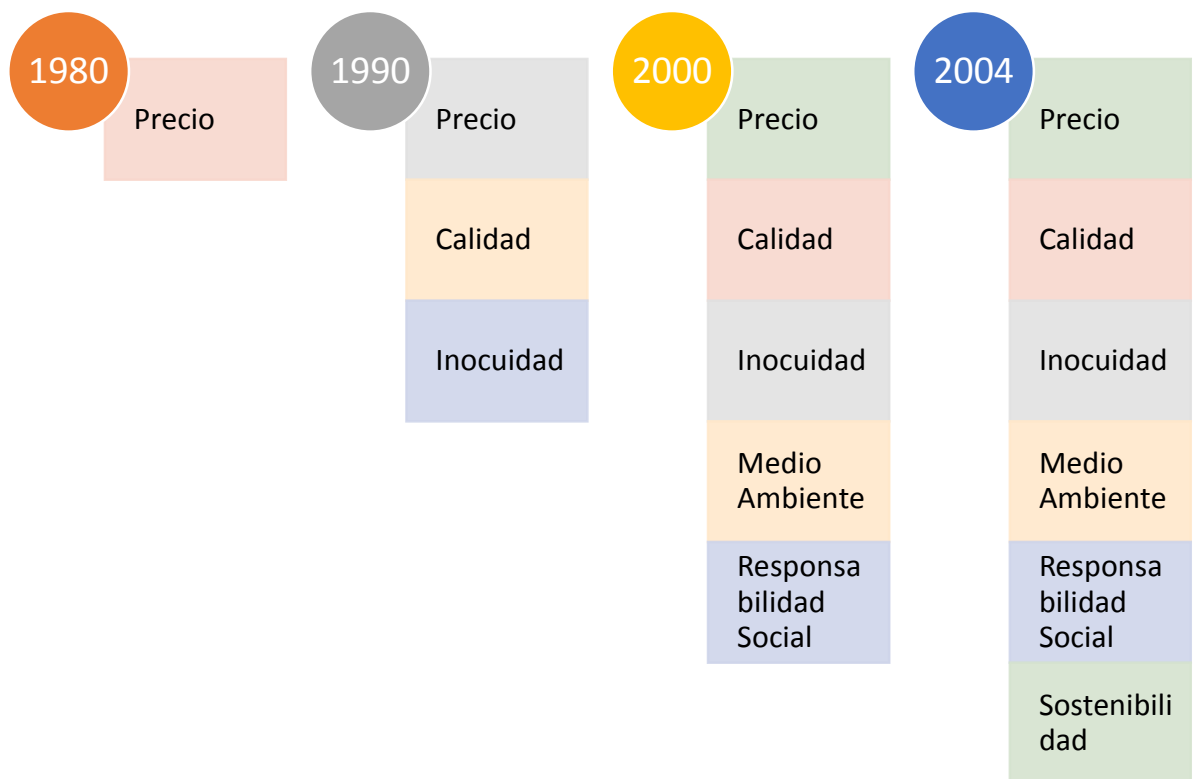 1980
Precio
1990
Precio
Calidad
Inocuidad
2000
Precio
Calidad
Inocuidad
Medio
Ambiente
Responsa
bilidad
Social
2004
Precio
Calidad
Inocuidad
Medio
Ambiente
Responsa
bilidad
Social
Sostenibili
dad